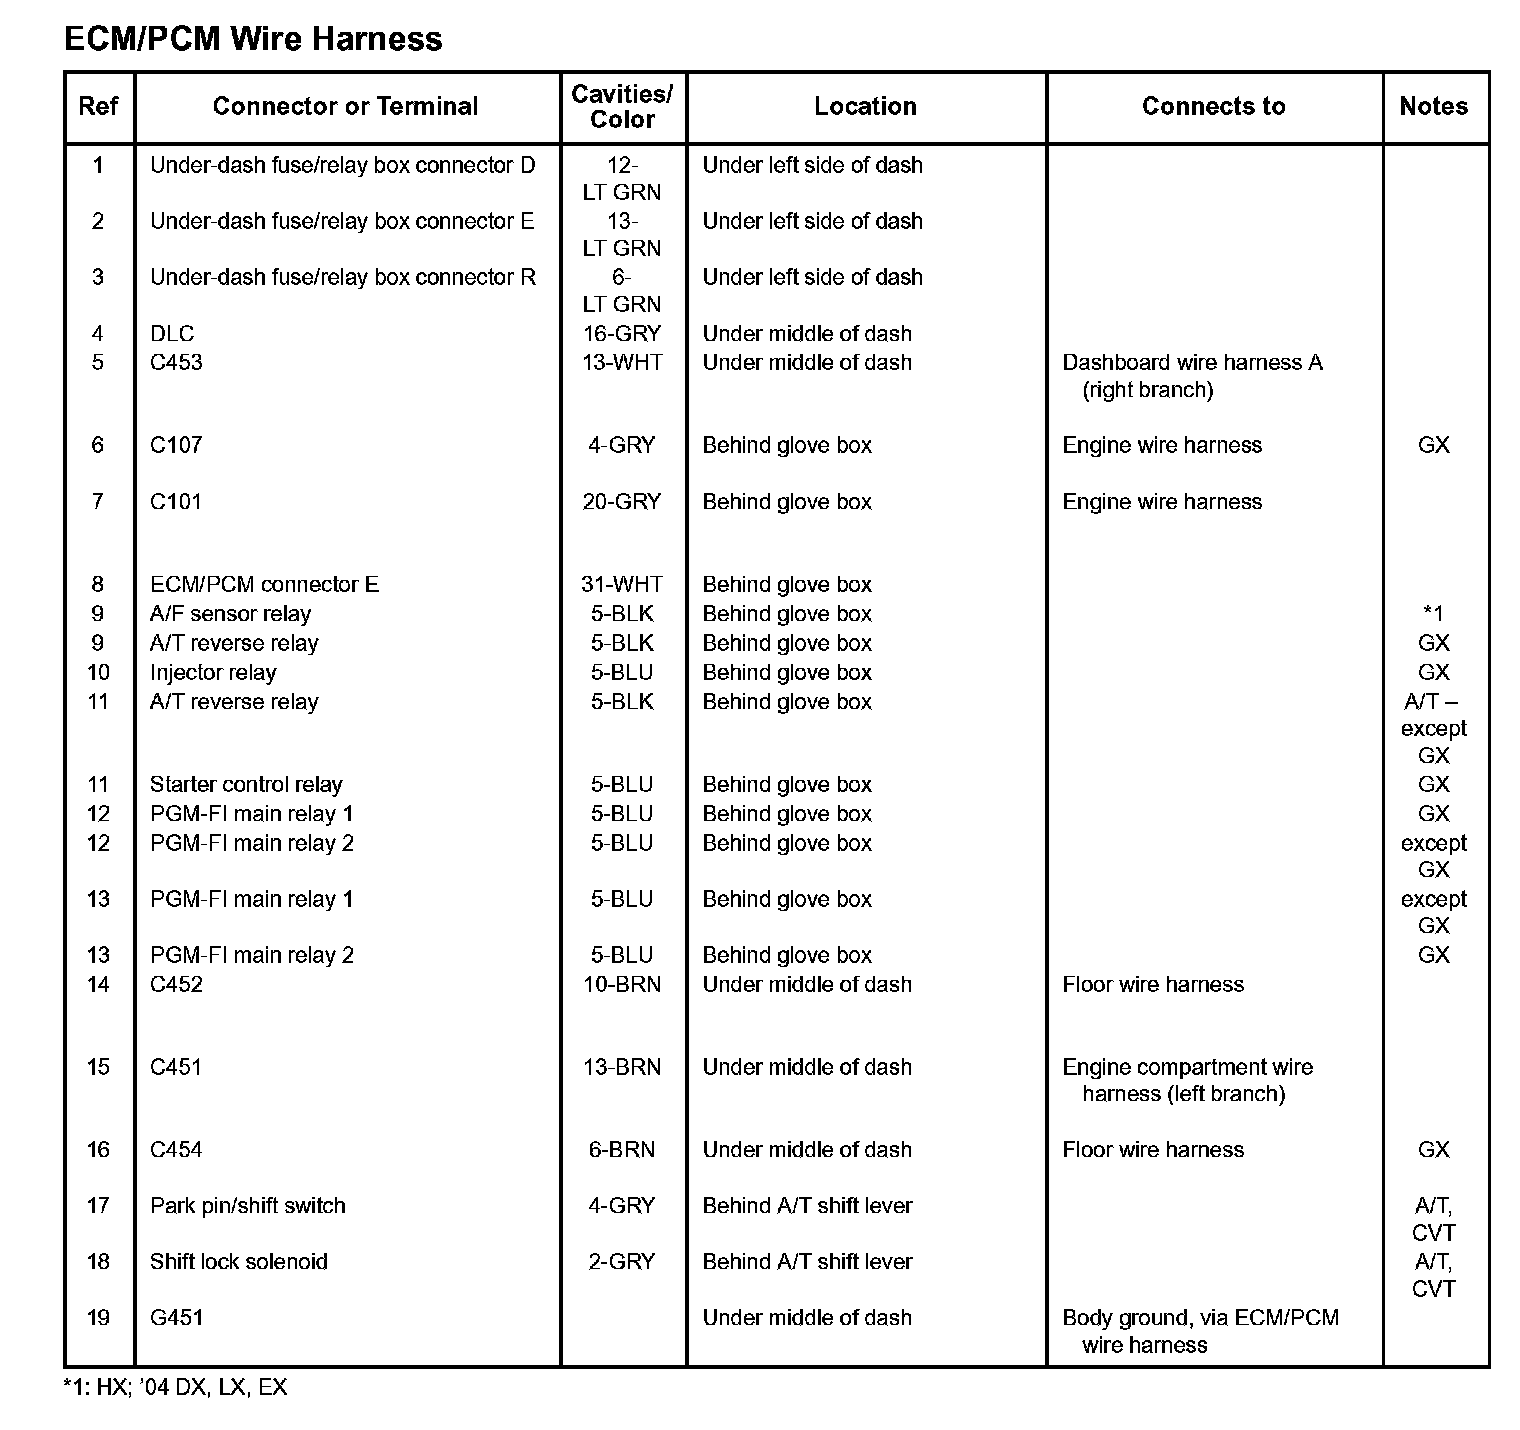 ECM/PCM Wire Harness
Ref Connector or Terminal Cavities/ Color Location Connects to Notes
1 Under-dash fuse/relay box connector D 12- Under left side of dash
LT GRN
2 Under-dash fuse/relay box connector E 13- Under left side of dash
LT GRN
3 Under-dash fuse/relay box connector R 6- Under left side of dash
LT GRN
4 DLC 16-GRY Under middle of dash
5 C453 13-WHT Under middle of dash Dashboard wire harness A
(right branch)
6 C107 4-GRY Behind glove box Engine wire harness GX
7 C101 20-GRY Behind glove box Engine wire harness
8 ECM/PCM connector E 31-WHT Behind glove box
9 A/F sensor relay 5-BLK Behind glove box *1
9 A/T reverse relay 5-BLK Behind glove box GX
10 Injector relay 5-BLU Behind glove box GX
11 A/T reverse relay 5-BLK Behind glove box A/T –
except
GX
11 Starter control relay 5-BLU Behind glove box GX
12 PGM-FI main relay 1 5-BLU Behind glove box GX
12 PGM-FI main relay 2 5-BLU Behind glove box except
GX
13 PGM-FI main relay 1 5-BLU Behind glove box except
GX
13 PGM-FI main relay 2 5-BLU Behind glove box GX
14 C452 10-BRN Under middle of dash Floor wire harness
15 C451 13-BRN Under middle of dash Engine compartment wire
harness (left branch)
16 C454 6-BRN Under middle of dash Floor wire harness GX
17 Park pin/shift switch 4-GRY Behind A/T shift lever A/T,
CVT
18 Shift lock solenoid 2-GRY Behind A/T shift lever A/T,
CVT
19 G451 Under middle of dash Body ground, via ECM/PCM
wire harness
*1: HX; ’04 DX, LX, EX